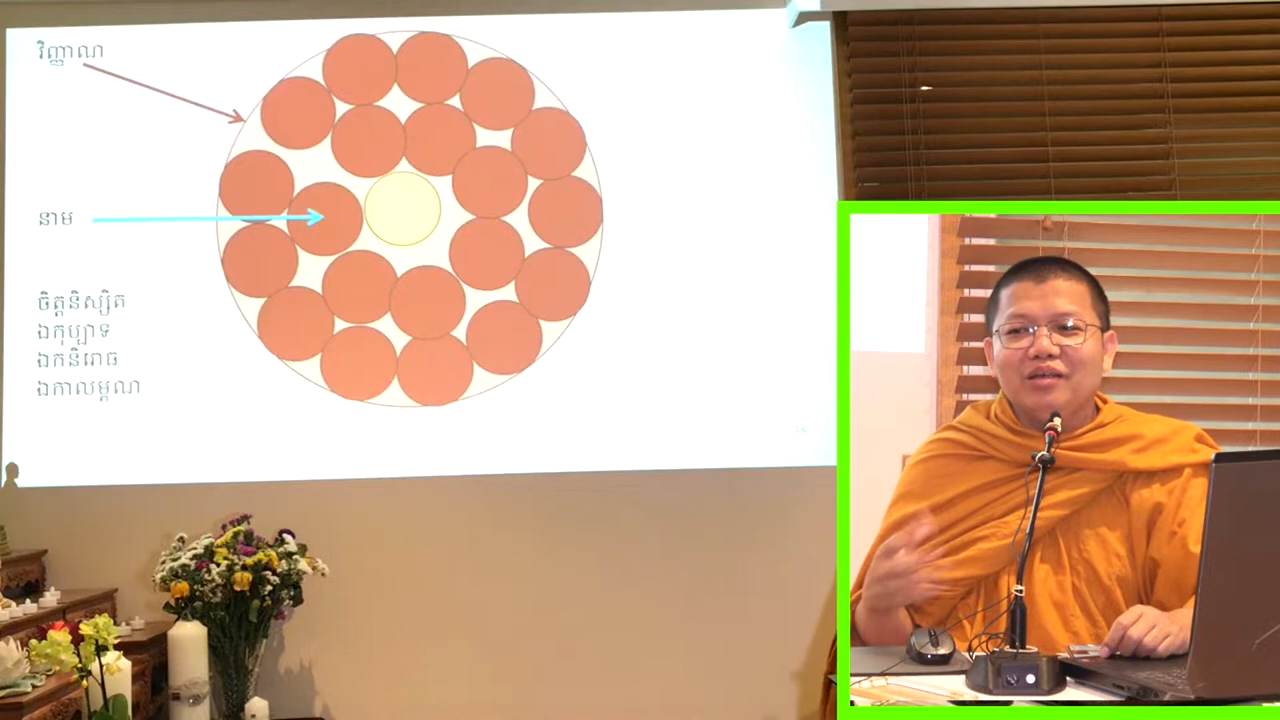 វិញ្ញាណ
នាម
ចិត្តនិស្សិត
ឯកុប្បាទ
ឯកនិរោធ
ឯកាលម្ពណ